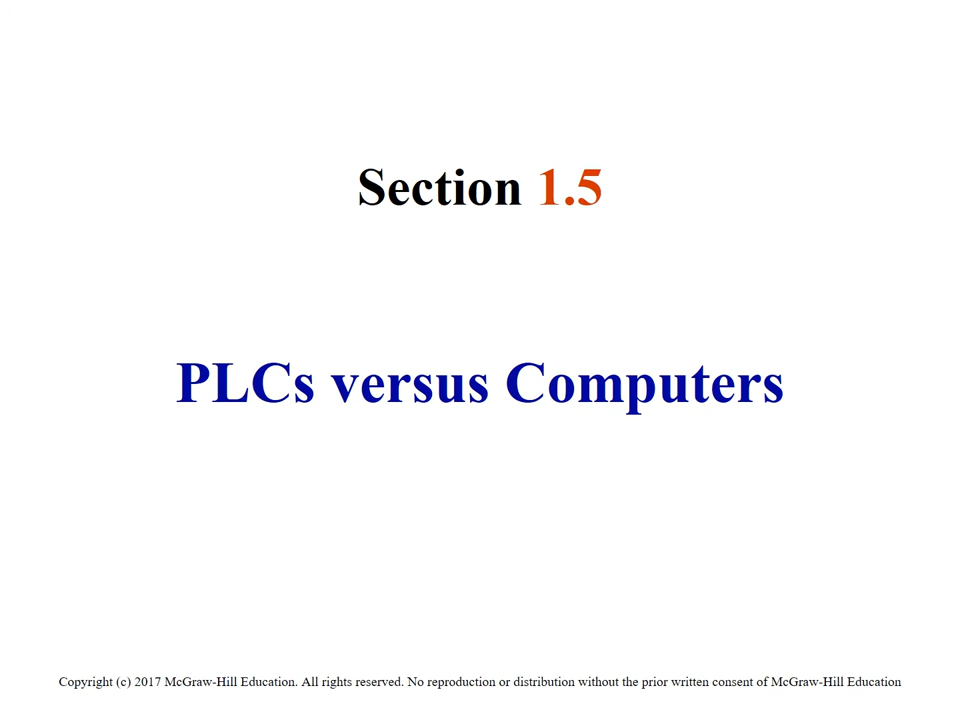 Section 1.5
PLCs versus Computers
Copyright (c) 2017 McGraw-Hill Education. All rights reserved. No reproduction or distribution without the prior written consent of McGraw-Hill Education